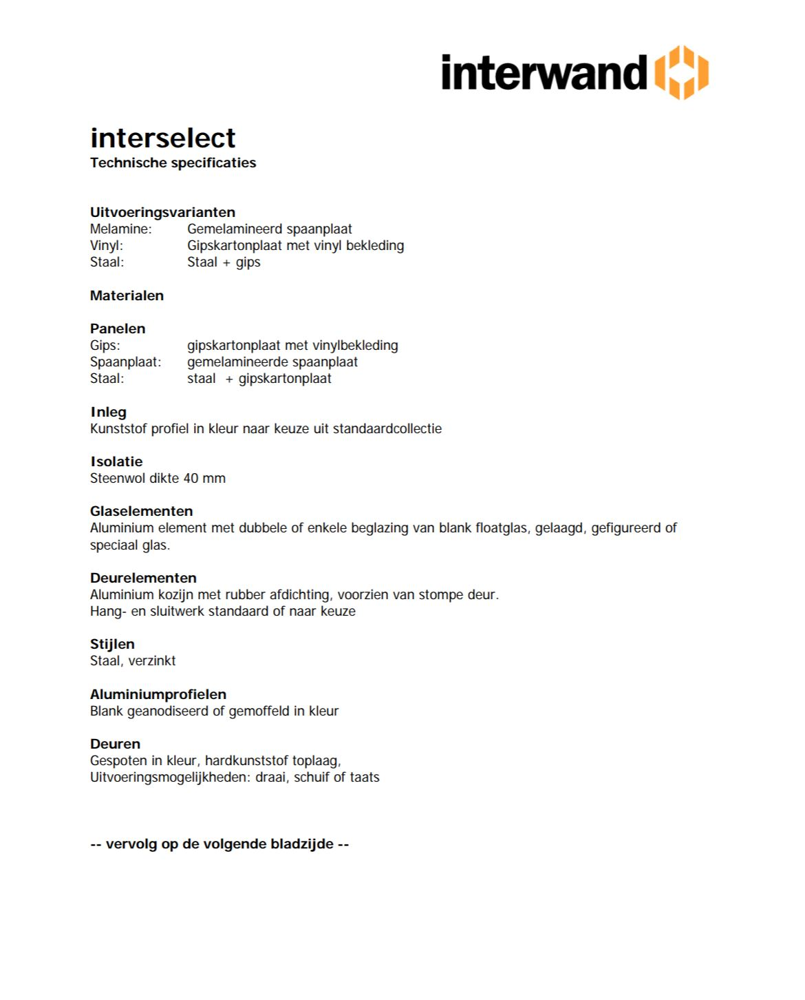 interwand
interselect
Technische specificaties
Uitvoeringsvarianten
Melamine: Gemelamineerd spaanplaat
Vinyl: Gipskartonplaat met vinyl bekleding
Staal: Staal + gips
Materialen
Panelen
Gips: gipskartonplaat met vinylbekleding
Spaanplaat: gemelamineerde spaanplaat
Staal: staal  + gipskartonplaat
Inleg
Kunststof profiel in kleur naar keuze uit standaardcollectie
Isolatie
Steenwol dikte 40 mm
Glaselementen
Aluminium element met dubbele of enkele beglazing van blank floatglas, gelaagd, gefigureerd of
speciaal glas.
Deurelementen
Aluminium kozijn met rubber afdichting, voorzien van stompe deur.
Hang- en sluitwerk standaard of naar keuze
Stijlen
Staal, verzinkt
Aluminiumprofielen
Blank geanodiseerd of gemoffeld in kleur
Deuren
Gespoten in kleur, hardkunststof toplaag,
Uitvoeringsmogelijkheden: draai, schuif of taats
-- vervolg op de volgende bladzijde --